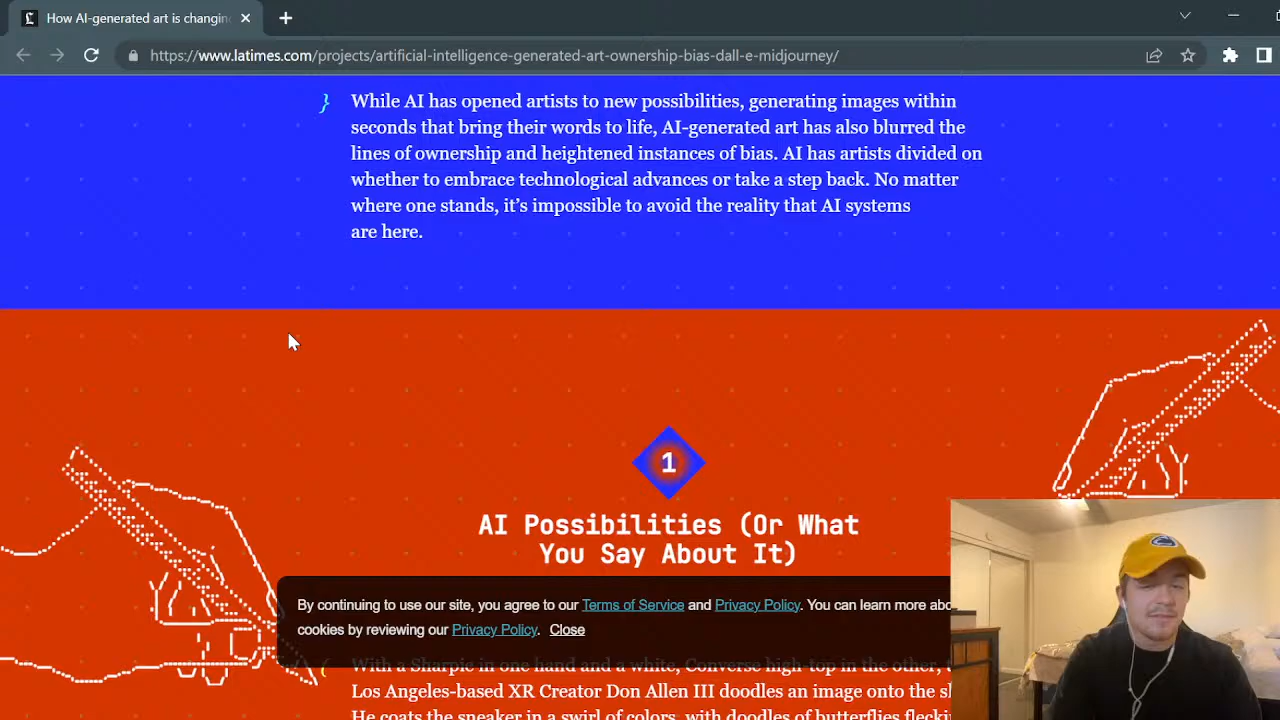 How AI-generated art is changin
https://www.latimes.com/projects/artificial-intelligence-generated-art-ownership-bias-dall-e-midjourney/
While AI has opened artists to new possibilities, generating images within
seconds that bring their words to life, AI-generated art has also blurred the
lines of ownership and heightened instances of bias. AI has artists divided on
whether to embrace technological advances or take a step back. No matter
where one stands, it’s impossible to avoid the reality that AI systems
are here.
1
AI Possibilities (Or What
You Say About It)
By continuing to use our site, you agree to our Terms of Service and Privacy Policy. You can learn more abo
cookies by reviewing our Privacy Policy. Close
With a Sharpie in one hand and a white, Converse high-top in the other,
Los Angeles-based XR Creator Don Allen III doodles an image onto the sh
He coats the sneaker in a swirl of colors, with doodles of butterflies flecki